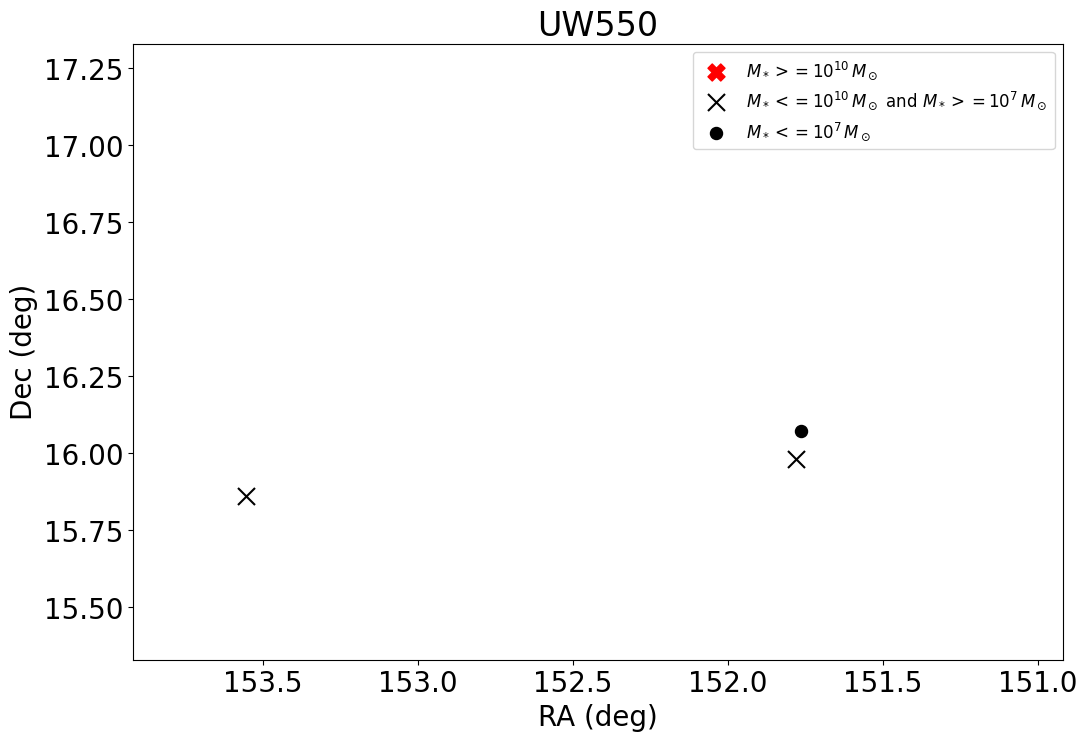 UW550
M* >= 10^10 M⊙
M* <= 10^10 M⊙ and M* >= 10^7 M⊙
M* <= 10^7 M⊙
17.25
17.00
16.75
16.50
16.25
16.00
15.75
15.50
Dec (deg)
153.5 153.0 152.5 152.0 151.5 151.0
RA (deg)